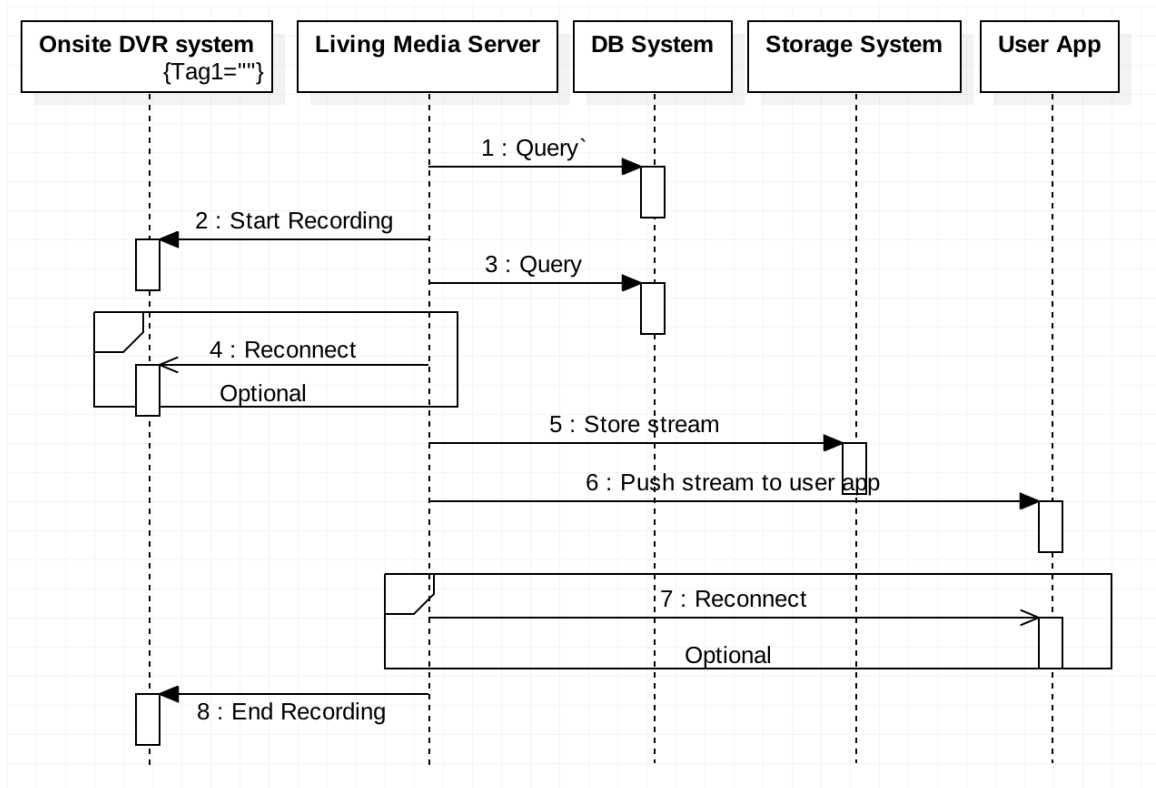 Onsite DVR system
{Tag1=""}
Living Media Server
DB System
Storage System
User App
1 : Query`
2 : Start Recording
3 : Query
4 : Reconnect
Optional
5 : Store stream
6 : Push stream to user app
7 : Reconnect
Optional
8 : End Recording